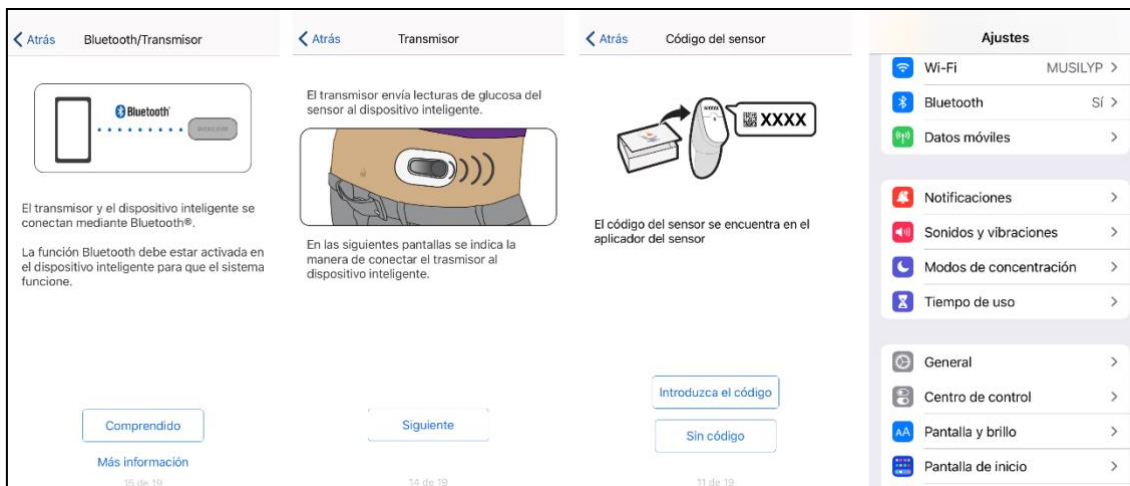 Atrás
Bluetooth/Transmisor
Bluetooth®
El transmisor y el dispositivo inteligente se
conectan mediante Bluetooth®.
La función Bluetooth debe estar activada en
el dispositivo inteligente para que el sistema
funcione.
Comprendido
Más información
15 de 19
Atrás
Transmisor
El transmisor envía lecturas de glucosa del
sensor al dispositivo inteligente.
En las siguientes pantallas se indica la
manera de conectar el trasmisor al
dispositivo inteligente.
Siguiente
14 de 19
Atrás
Código del sensor
XXXX
El código del sensor se encuentra en el
aplicador del sensor
Introduzca el código
Sin código
11 de 19
Ajustes
Wi-Fi MUSILYP
Bluetooth Sí
Datos móviles
Notificaciones
Sonidos y vibraciones
Modos de concentración
Tiempo de uso
General
Centro de control
AA Pantalla y brillo
Pantalla de inicio